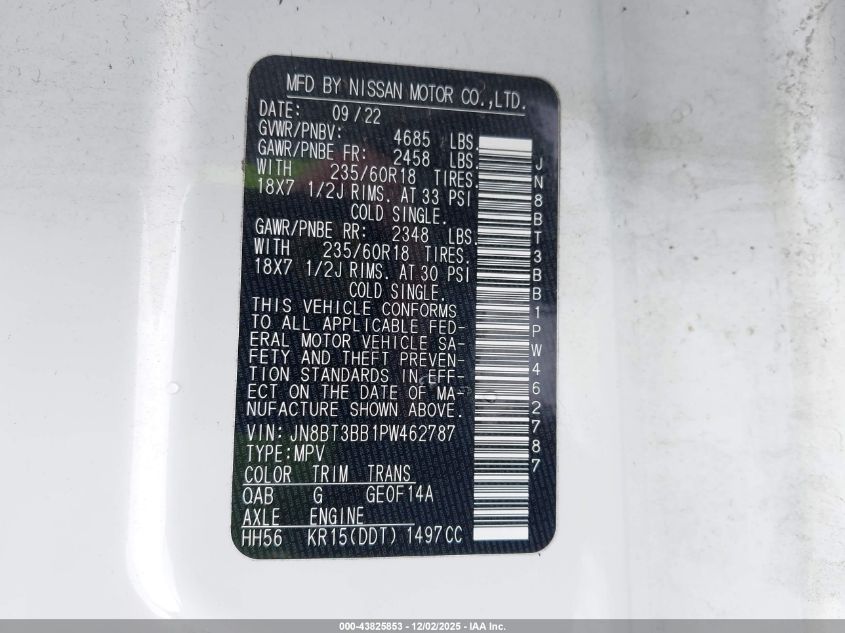 MFD BY NISSAN MOTOR CO.,LTD.
DATE: 09/22
GVWR/PNBV: 4685 LBS.
GAWR/PNBE FR: 2458 LBS.
WITH 235/60R18 TIRES.
18X7 1/2J RIMS. AT 33 PSI
COLD SINGLE.
GAWR/PNBE RR: 2348 LBS.
WITH 235/60R18 TIRES.
18X7 1/2J RIMS. AT 30 PSI
COLD SINGLE.
THIS VEHICLE CONFORMS
TO ALL APPLICABLE FED-
ERAL MOTOR VEHICLE SA-
FETY AND THEFT PREVEN-
TION STANDARDS IN EFF-
ECT ON THE DATE OF MA-
NUFACTURE SHOWN ABOVE.
VIN: JN8BT3BB1PW462787
TYPE:MPV
COLOR TRIM TRANS
QAB G GE0F14A
AXLE ENGINE
HH56 KR15(DDT) 1497CC
JN8BT3BB1PW462787
000-43825853 - 12/02/2025 - IAA Inc.